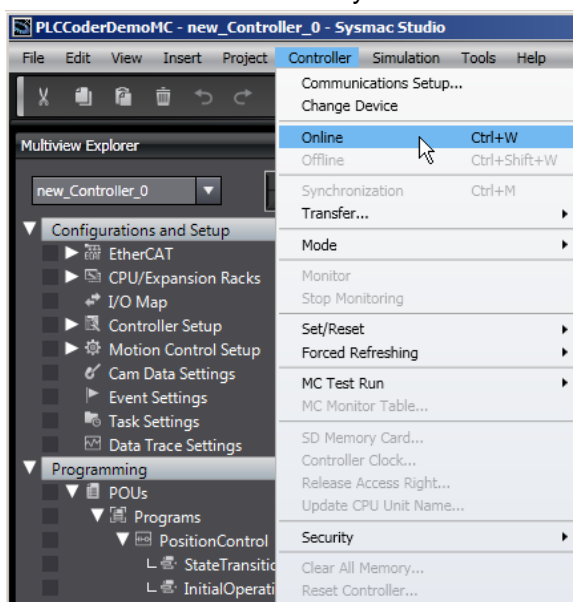 PLCCoderDemoMC - new_Controller_0 - Sysmac Studio
File Edit View Insert Project Controller Simulation Tools Help
Multiview Explorer
new_Controller_0
Configurations and Setup
EtherCAT
CPU/Expansion Racks
I/O Map
Controller Setup
Motion Control Setup
Cam Data Settings
Event Settings
Task Settings
Data Trace Settings
Programming
POUs
Programs
PositionControl
StateTransitic
InitialOperati
Communications Setup...
Change Device
Online Ctrl+W
Offline Ctrl+Shift+W
Synchronization Ctrl+M
Transfer...
Mode
Monitor
Stop Monitoring
Set/Reset
Forced Refreshing
MC Test Run
MC Monitor Table...
SD Memory Card...
Controller Clock...
Release Access Right...
Update CPU Unit Name...
Security
Clear All Memory...
Reset Controller...